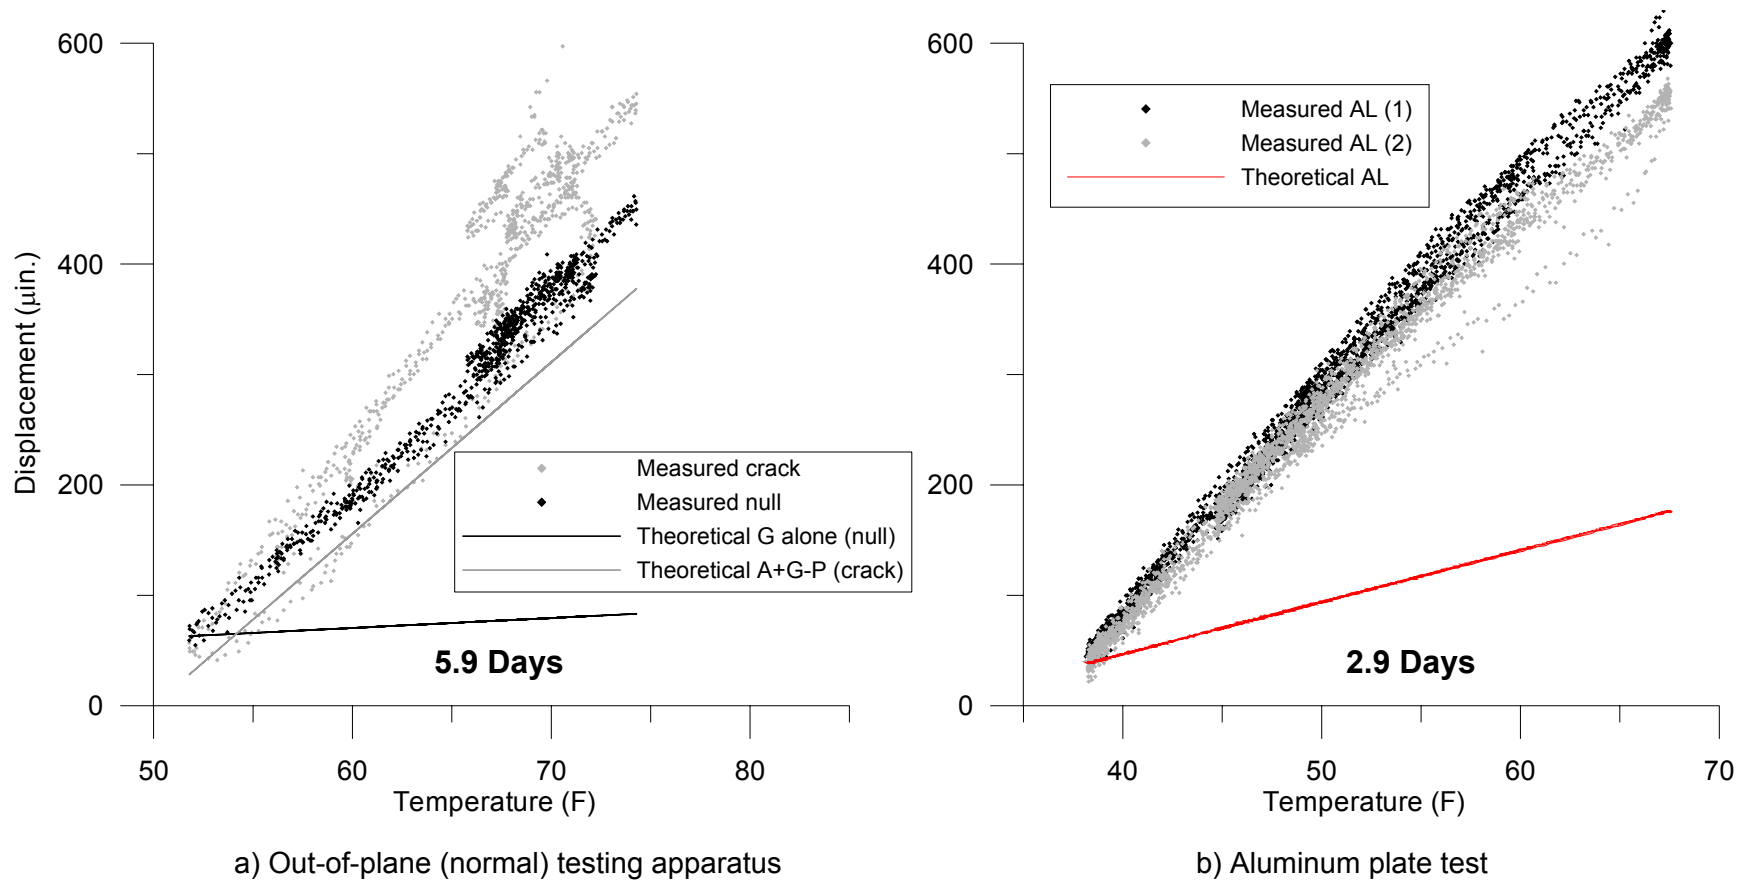 600
400
200
0
Displacement (µin.)
50
60
70
80
Temperature (F)
Measured crack
Measured null
Theoretical G alone (null)
Theoretical A+G-P (crack)
5.9 Days
a) Out-of-plane (normal) testing apparatus
600
400
200
0
40
50
60
70
Temperature (F)
Measured AL (1)
Measured AL (2)
Theoretical AL
2.9 Days
b) Aluminum plate test